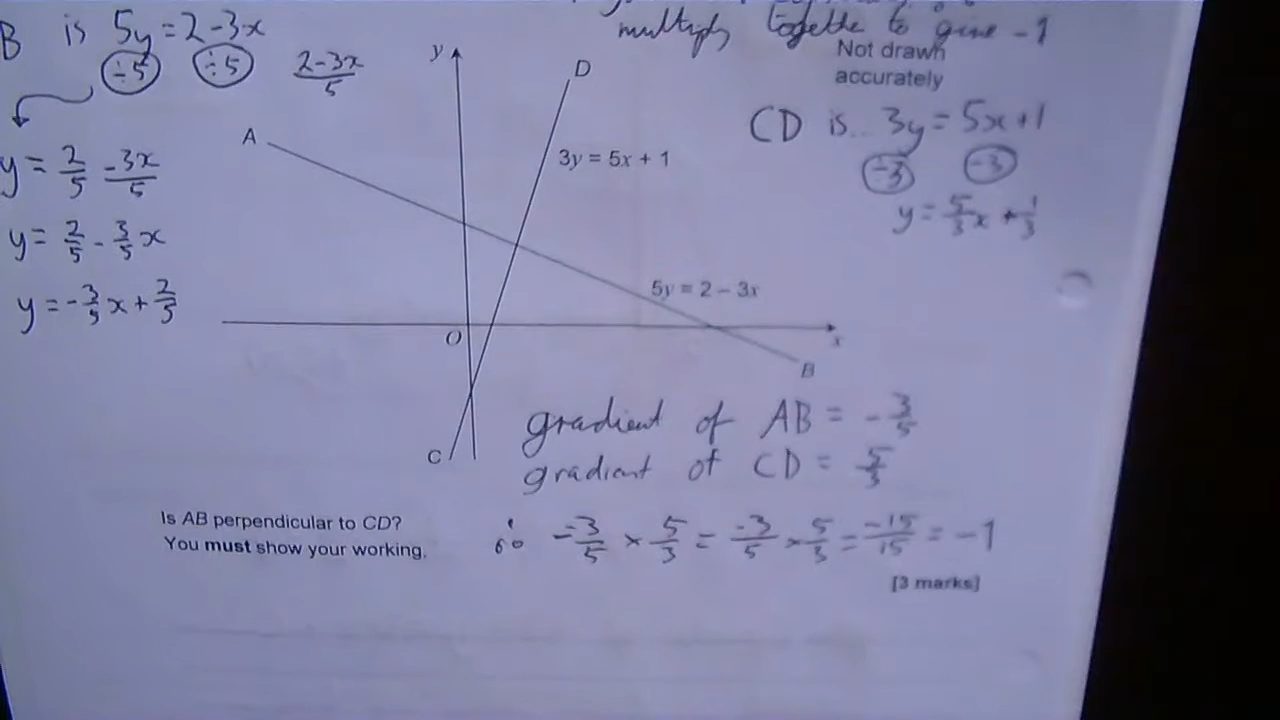 multiply together to give -1
B is 5y = 2 - 3x
÷5 ÷5 2-3x/5
y = 2/5 -3x/5
y = 2/5 - 3/5 x
y = -3/5 x + 2/5
Not drawn
accurately
CD is 3y = 5x + 1
÷3 ÷3
y = 5/3 x + 1/3
y
D
A
3y = 5x + 1
5y = 2 – 3x
O
x
B
C
gradient of AB = -3/5
gradient of CD = 5/3
Is AB perpendicular to CD?
You must show your working.
∴ -3/5 × 5/3 = -3/5 × 5/3 = -15/15 = -1
[3 marks]